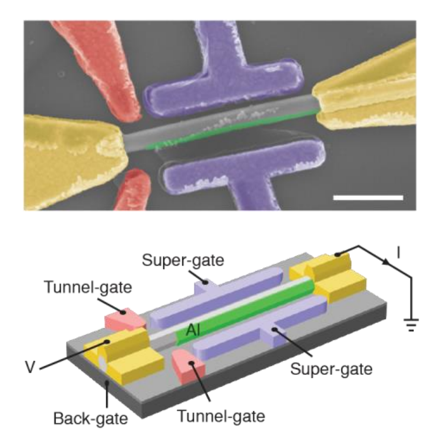 Super-gate
Tunnel-gate
I
Al
V
Super-gate
Back-gate
Tunnel-gate